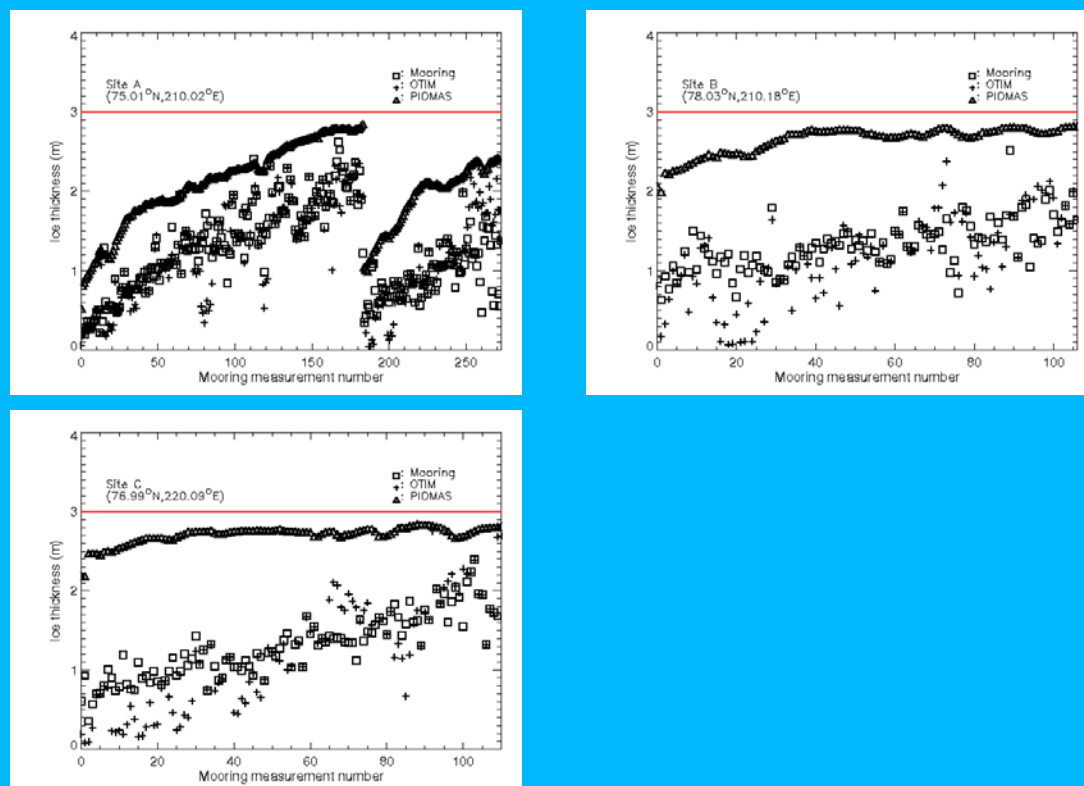 4
3
2
1
0
Ice thickness (m)
Site A
(75.01°N,210.02°E)
: Mooring
: OTIM
: PIOMAS
0 50 100 150 200 250
Mooring measurement number
4
3
2
1
0
Ice thickness (m)
Site B
(78.03°N,210.18°E)
: Mooring
: OTIM
: PIOMAS
0 20 40 60 80 100
Mooring measurement number
4
3
2
1
0
Ice thickness (m)
Site C
(76.99°N,220.09°E)
: Mooring
: OTIM
: PIOMAS
0 20 40 60 80 100
Mooring measurement number